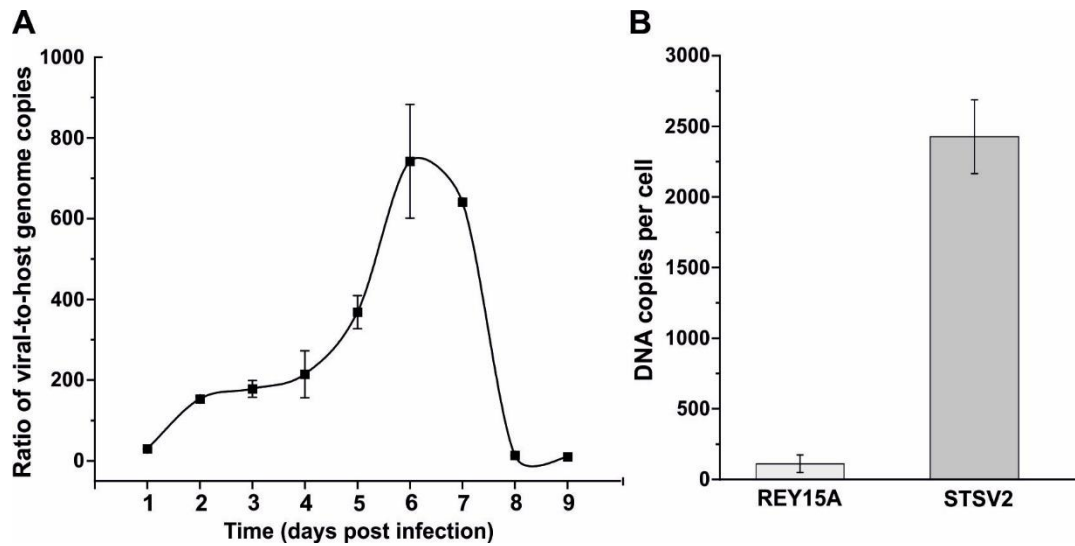 A
Ratio of viral-to-host genome copies
1000
800
600
400
200
0
1 2 3 4 5 6 7 8 9
Time (days post infection)
B
DNA copies per cell
3000
2500
2000
1500
1000
500
0
REY15A STSV2